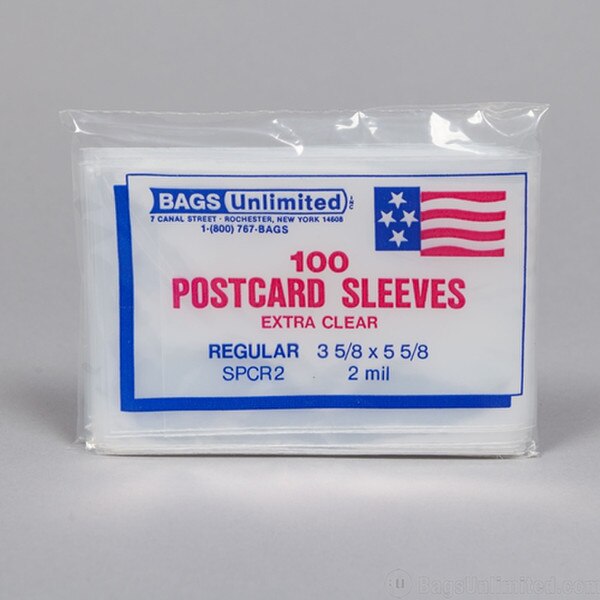 BAGS Unlimited INC
7 CANAL STREET · ROCHESTER, NEW YORK 14608
1-(800) 767-BAGS
100
POSTCARD SLEEVES
EXTRA CLEAR
REGULAR 3 5/8 x 5 5/8
SPCR2 2 mil
u BagsUnlimited.com